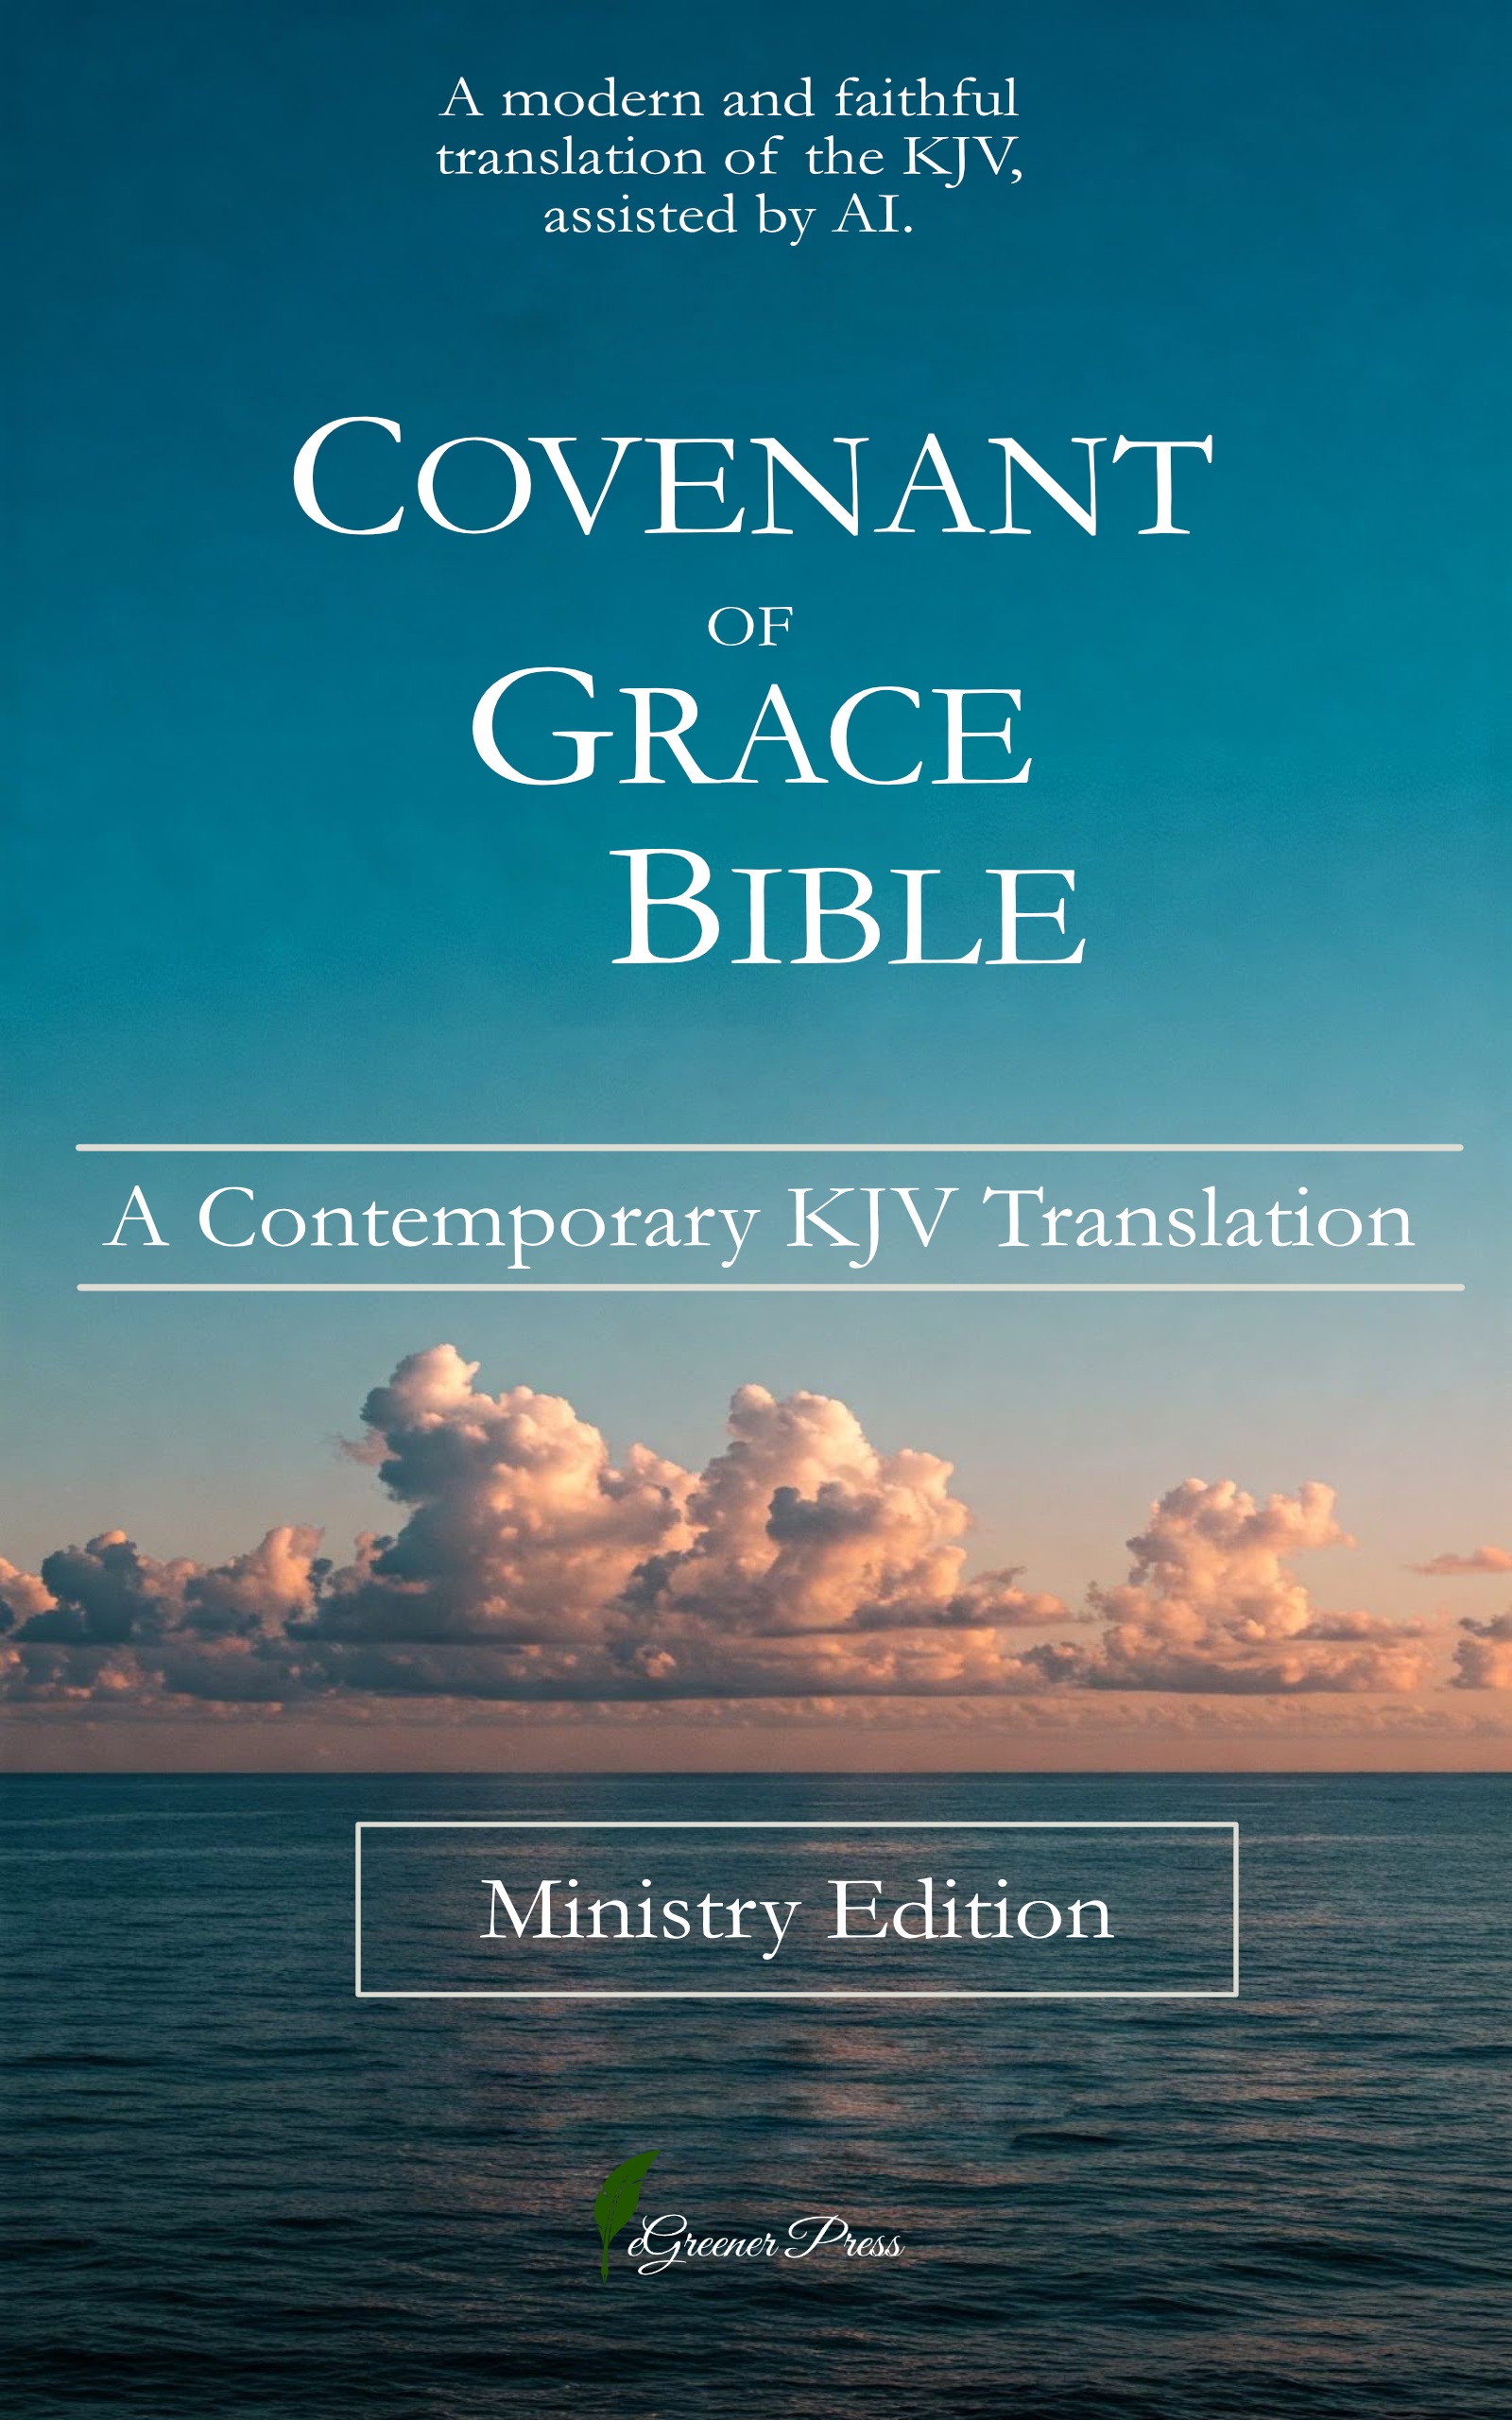 A modern and faithful
translation of the KJV,
assisted by AI.
COVENANT
OF
GRACE
BIBLE
A Contemporary KJV Translation
Ministry Edition
eGreener Press